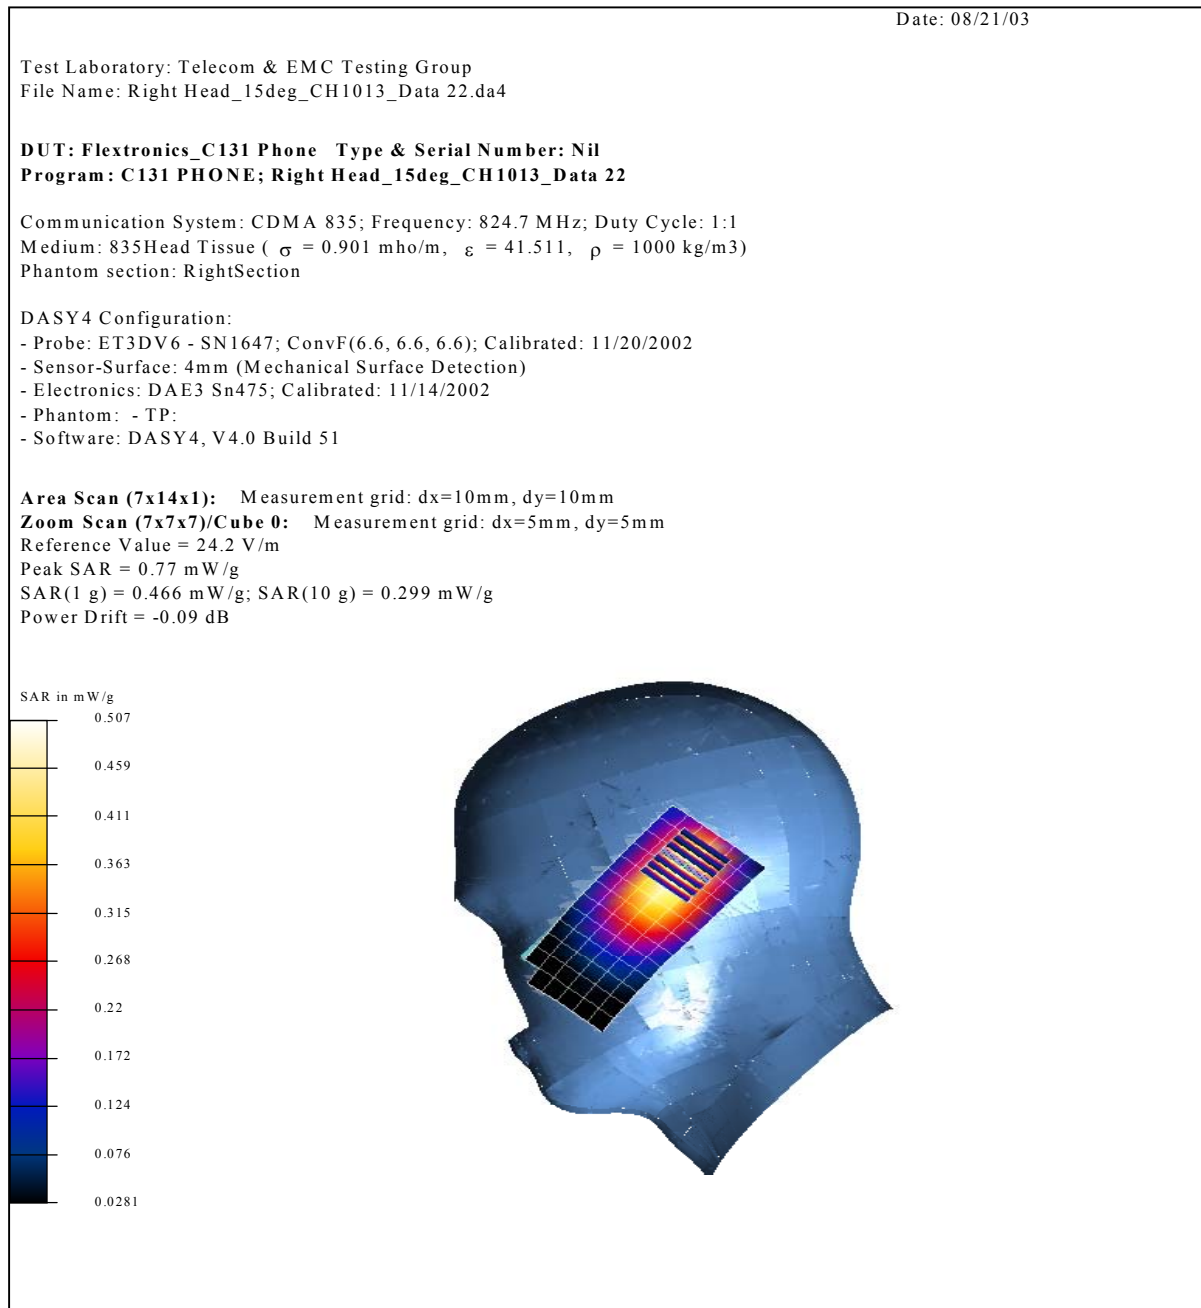 Date: 08/21/03
Test Laboratory: Telecom & EMC Testing Group
File Name: Right Head_15deg_CH1013_Data 22.da4
DUT: Flextronics_C131 Phone Type & Serial Number: Nil
Program: C131 PHONE; Right Head_15deg_CH1013_Data 22
Communication System: CDMA 835; Frequency: 824.7 MHz; Duty Cycle: 1:1
Medium: 835Head Tissue ( σ = 0.901 mho/m, ε = 41.511, ρ = 1000 kg/m3)
Phantom section: RightSection
DASY4 Configuration:
- Probe: ET3DV6 - SN1647; ConvF(6.6, 6.6, 6.6); Calibrated: 11/20/2002
- Sensor-Surface: 4mm (Mechanical Surface Detection)
- Electronics: DAE3 Sn475; Calibrated: 11/14/2002
- Phantom: - TP:
- Software: DASY4, V4.0 Build 51
Area Scan (7x14x1): Measurement grid: dx=10mm, dy=10mm
Zoom Scan (7x7x7)/Cube 0: Measurement grid: dx=5mm, dy=5mm
Reference Value = 24.2 V/m
Peak SAR = 0.77 mW/g
SAR(1 g) = 0.466 mW/g; SAR(10 g) = 0.299 mW/g
Power Drift = -0.09 dB
SAR in mW/g
0.507
0.459
0.411
0.363
0.315
0.268
0.22
0.172
0.124
0.076
0.0281